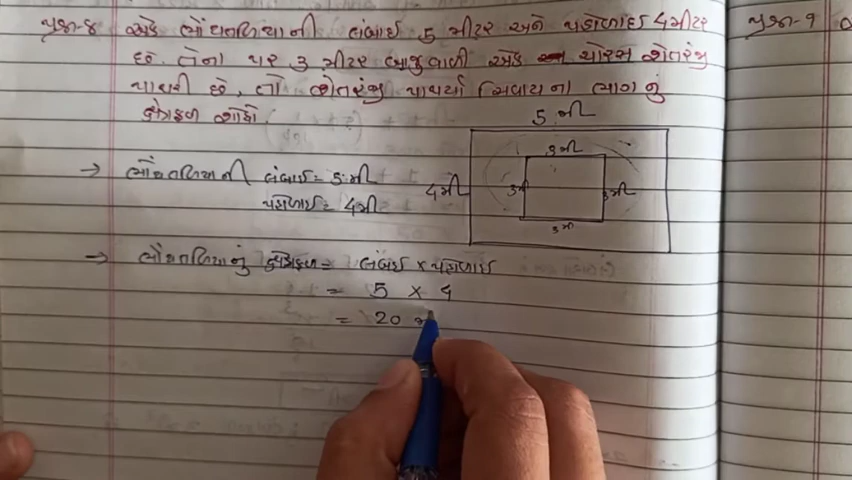 પ્રશ્ન-૪ એક ભોંયતળિયાની લંબાઈ 5 મીટર અને પહોળાઈ 4 મીટર
છે. તેના પર 3 મીટર બાજુવાળી એક ચોરસ શેતરંજી
પાથરી છે, તો શેતરંજી પાથર્યા સિવાયના ભાગનું
ક્ષેત્રફળ શોધો.
5 મી
3 મી
4 મી
3 મી
3 મી
3 મી
→ ભોંયતળિયાની લંબાઈ = 5 મી
પહોળાઈ = 4 મી
→ ભોંયતળિયાનું ક્ષેત્રફળ = લંબાઈ × પહોળાઈ
= 5 × 4
= 20
પ્રશ્ન-૧